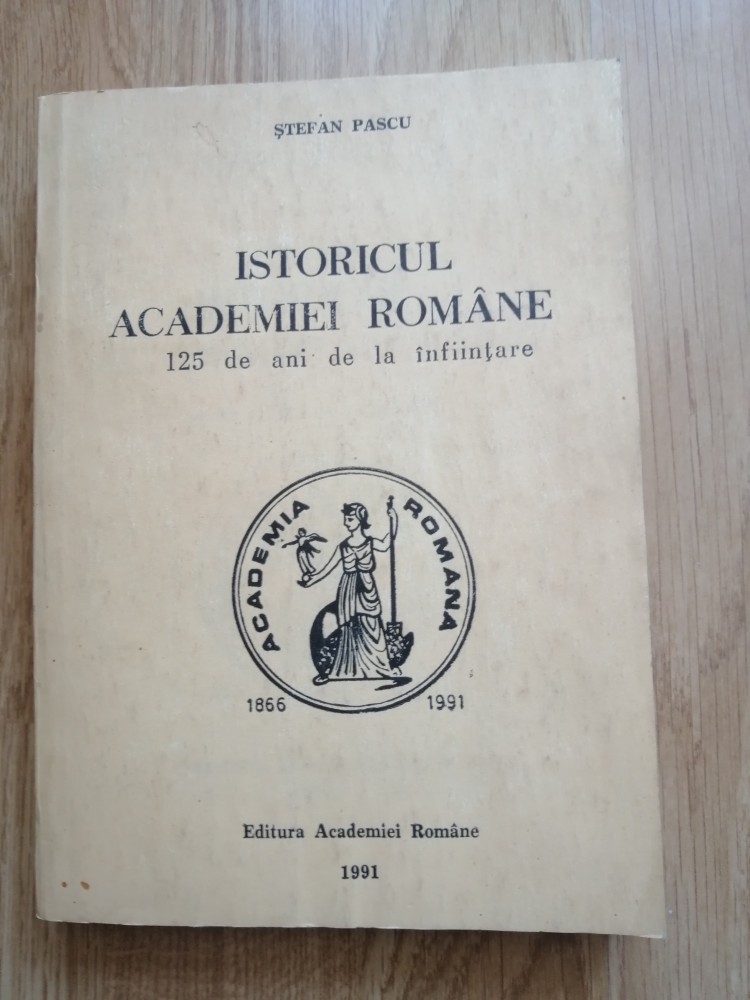 ŞTEFAN PASCU
ISTORICUL
ACADEMIEI ROMÂNE
125 de ani de la înfiinţare
ACADEMIA ROMANA
1866 1991
Editura Academiei Române
1991